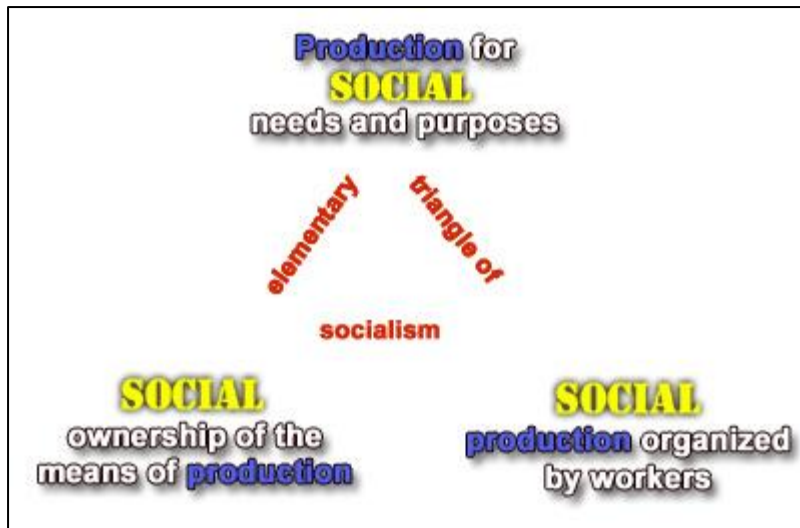 Production for
SOCIAL
needs and purposes
elementary
triangle of
socialism
SOCIAL
ownership of the
means of production
SOCIAL
production organized
by workers